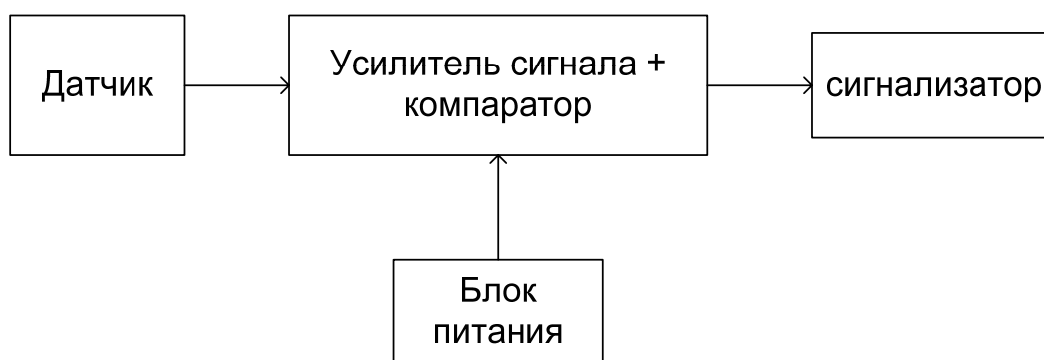 Датчик
Усилитель сигнала +
компаратор
сигнализатор
Блок
питания